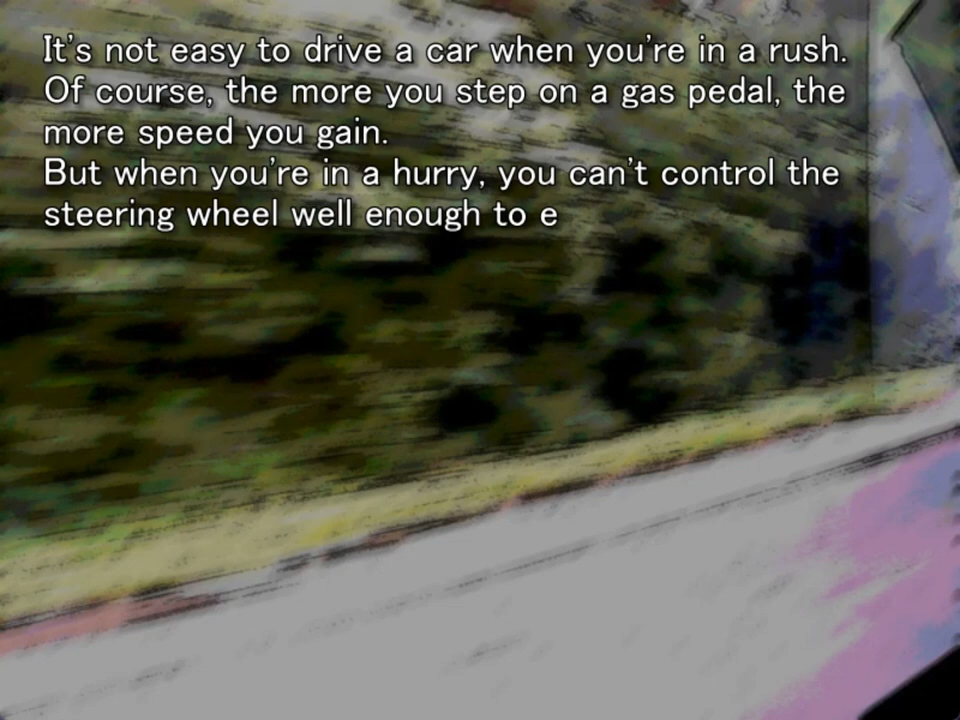 It's not easy to drive a car when you're in a rush.
Of course, the more you step on a gas pedal, the
more speed you gain.
But when you're in a hurry, you can't control the
steering wheel well enough to e